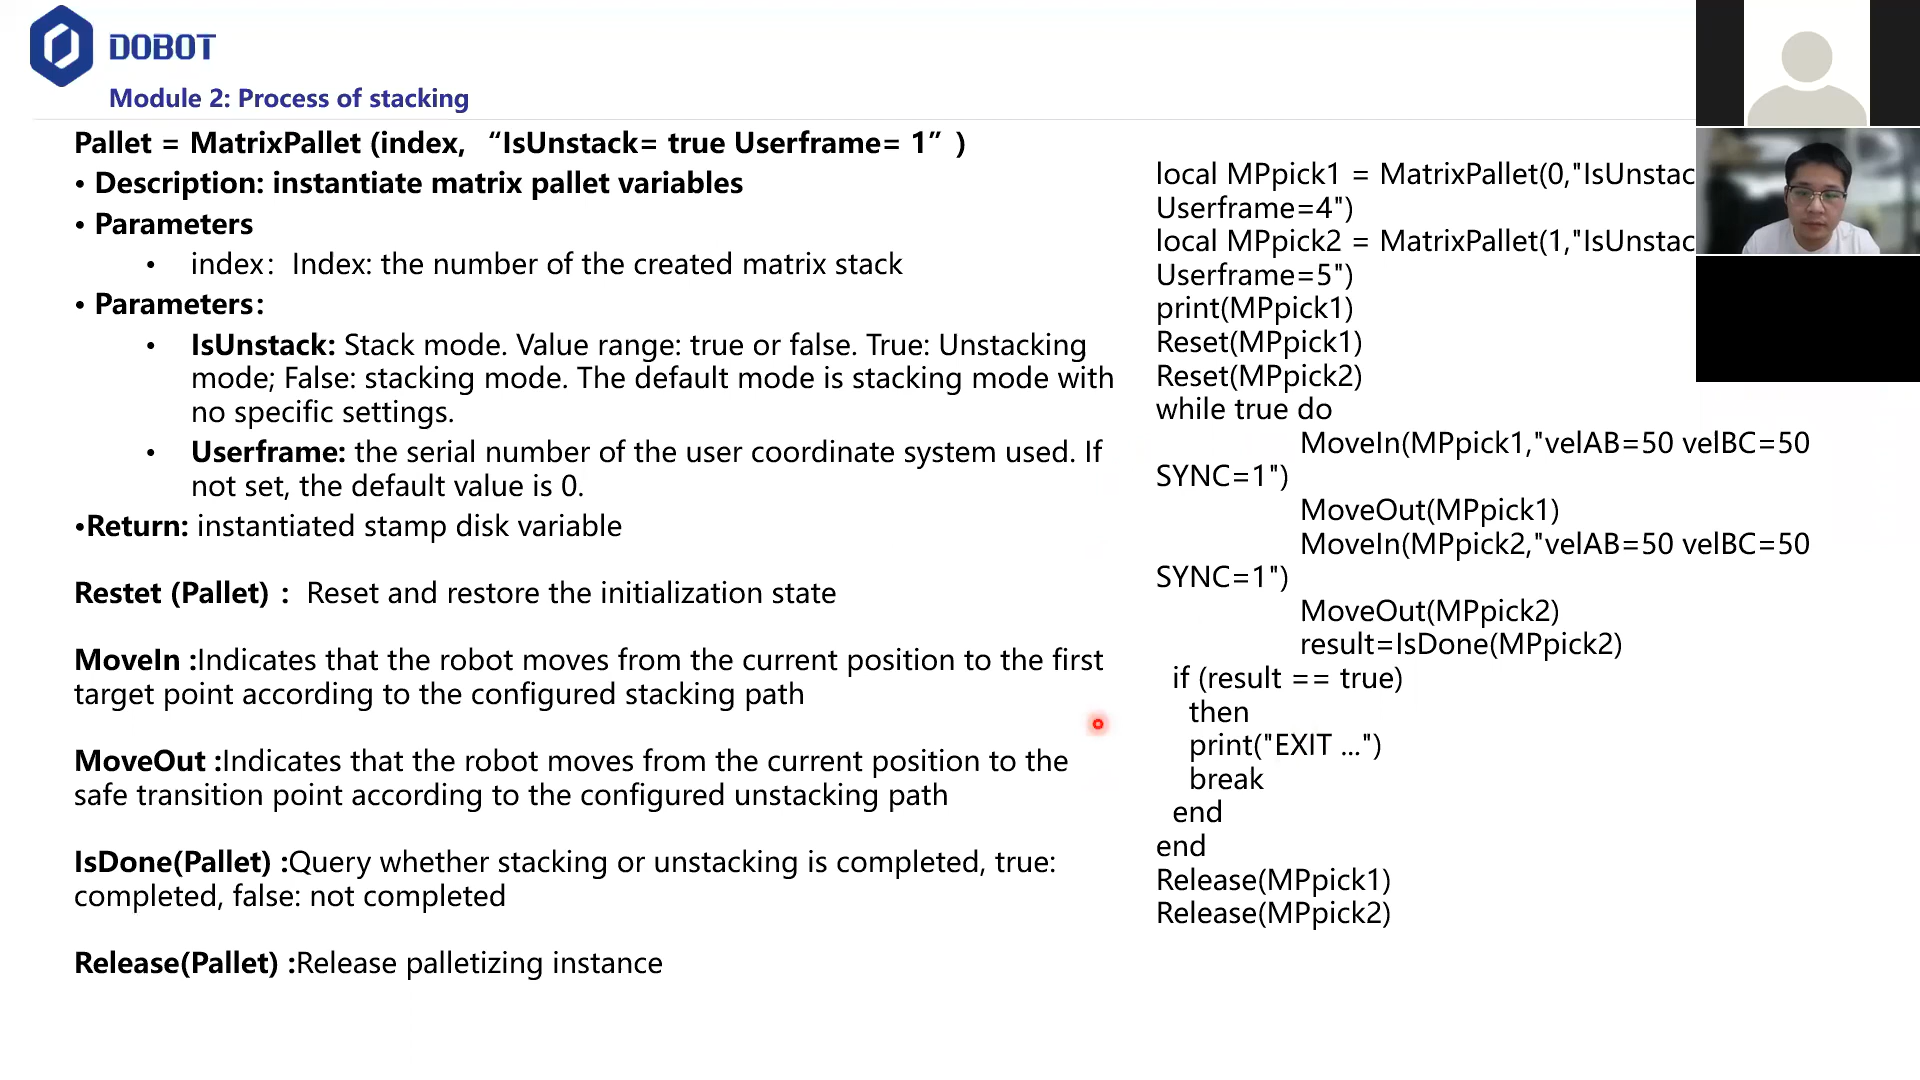 DOBOT
Module 2: Process of stacking
Pallet = MatrixPallet (index, “IsUnstack= true Userframe= 1” )
• Description: instantiate matrix pallet variables
• Parameters
• index：Index: the number of the created matrix stack
• Parameters：
• IsUnstack: Stack mode. Value range: true or false. True: Unstacking
mode; False: stacking mode. The default mode is stacking mode with
no specific settings.
• Userframe: the serial number of the user coordinate system used. If
not set, the default value is 0.
•Return: instantiated stamp disk variable
Restet (Pallet)：Reset and restore the initialization state
MoveIn :Indicates that the robot moves from the current position to the first
target point according to the configured stacking path
MoveOut :Indicates that the robot moves from the current position to the
safe transition point according to the configured unstacking path
IsDone(Pallet) :Query whether stacking or unstacking is completed, true:
completed, false: not completed
Release(Pallet) :Release palletizing instance
local MPpick1 = MatrixPallet(0,"IsUnstac
Userframe=4")
local MPpick2 = MatrixPallet(1,"IsUnstac
Userframe=5")
print(MPpick1)
Reset(MPpick1)
Reset(MPpick2)
while true do
MoveIn(MPpick1,"velAB=50 velBC=50
SYNC=1")
MoveOut(MPpick1)
MoveIn(MPpick2,"velAB=50 velBC=50
SYNC=1")
MoveOut(MPpick2)
result=IsDone(MPpick2)
if (result == true)
then
print("EXIT ...")
break
end
end
Release(MPpick1)
Release(MPpick2)